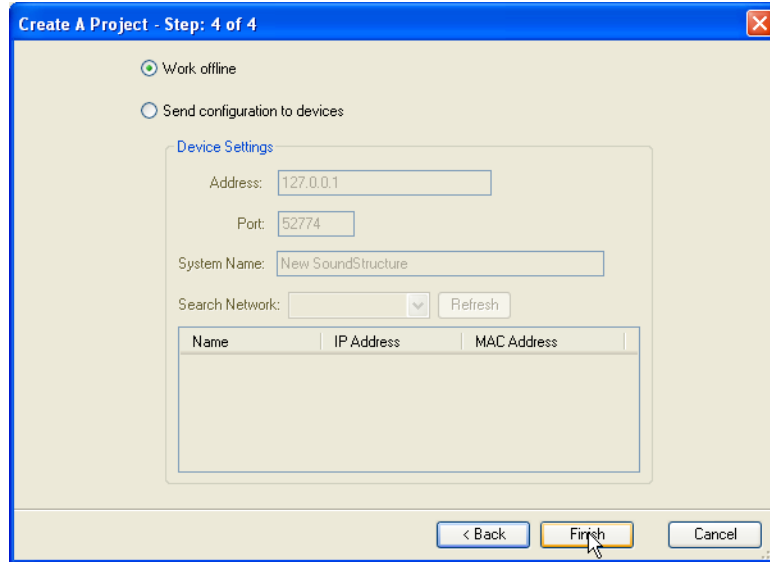 Create A Project - Step: 4 of 4
Work offline
Send configuration to devices
Device Settings
Address: 127.0.0.1
Port: 52774
System Name: New SoundStructure
Search Network: Refresh
Name IP Address MAC Address
< Back Finish Cancel